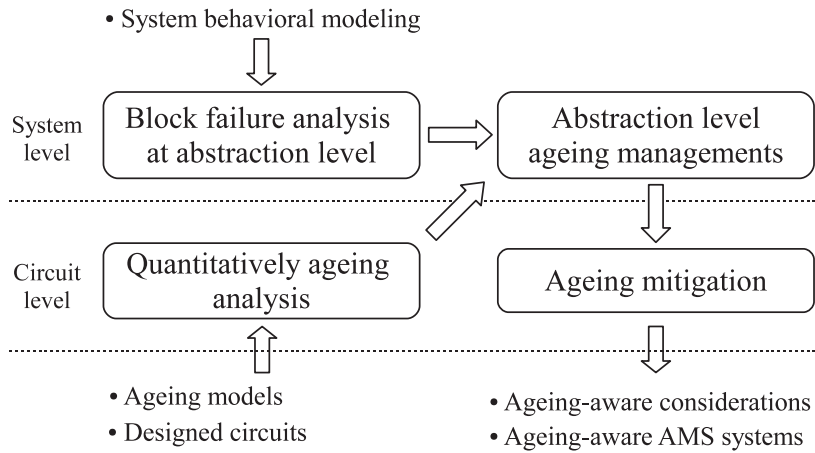 • System behavioral modeling
System
level
Block failure analysis
at abstraction level
Abstraction level
ageing managements
Circuit
level
Quantitatively ageing
analysis
Ageing mitigation
• Ageing models
• Designed circuits
• Ageing-aware considerations
• Ageing-aware AMS systems